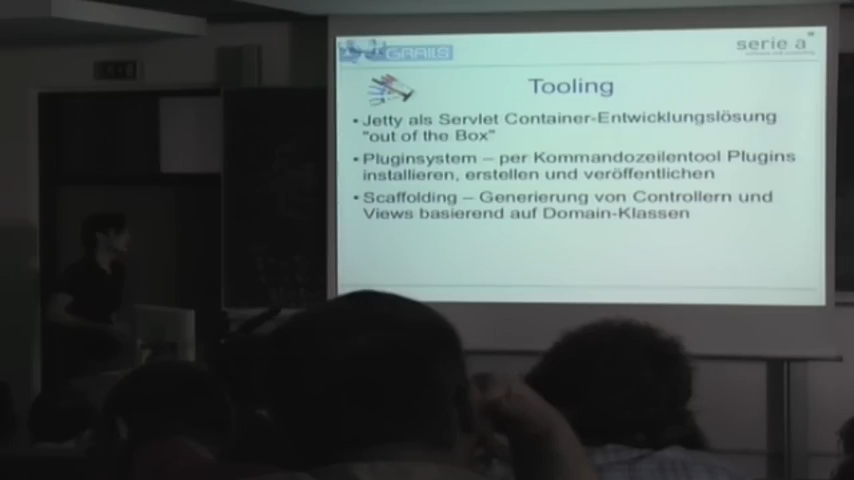 GRAILS
serie a
Tooling
• Jetty als Servlet Container-Entwicklungslösung
"out of the Box"
• Pluginsystem – per Kommandozeilentool Plugins
installieren, erstellen und veröffentlichen
• Scaffolding – Generierung von Controllern und
Views basierend auf Domain-Klassen